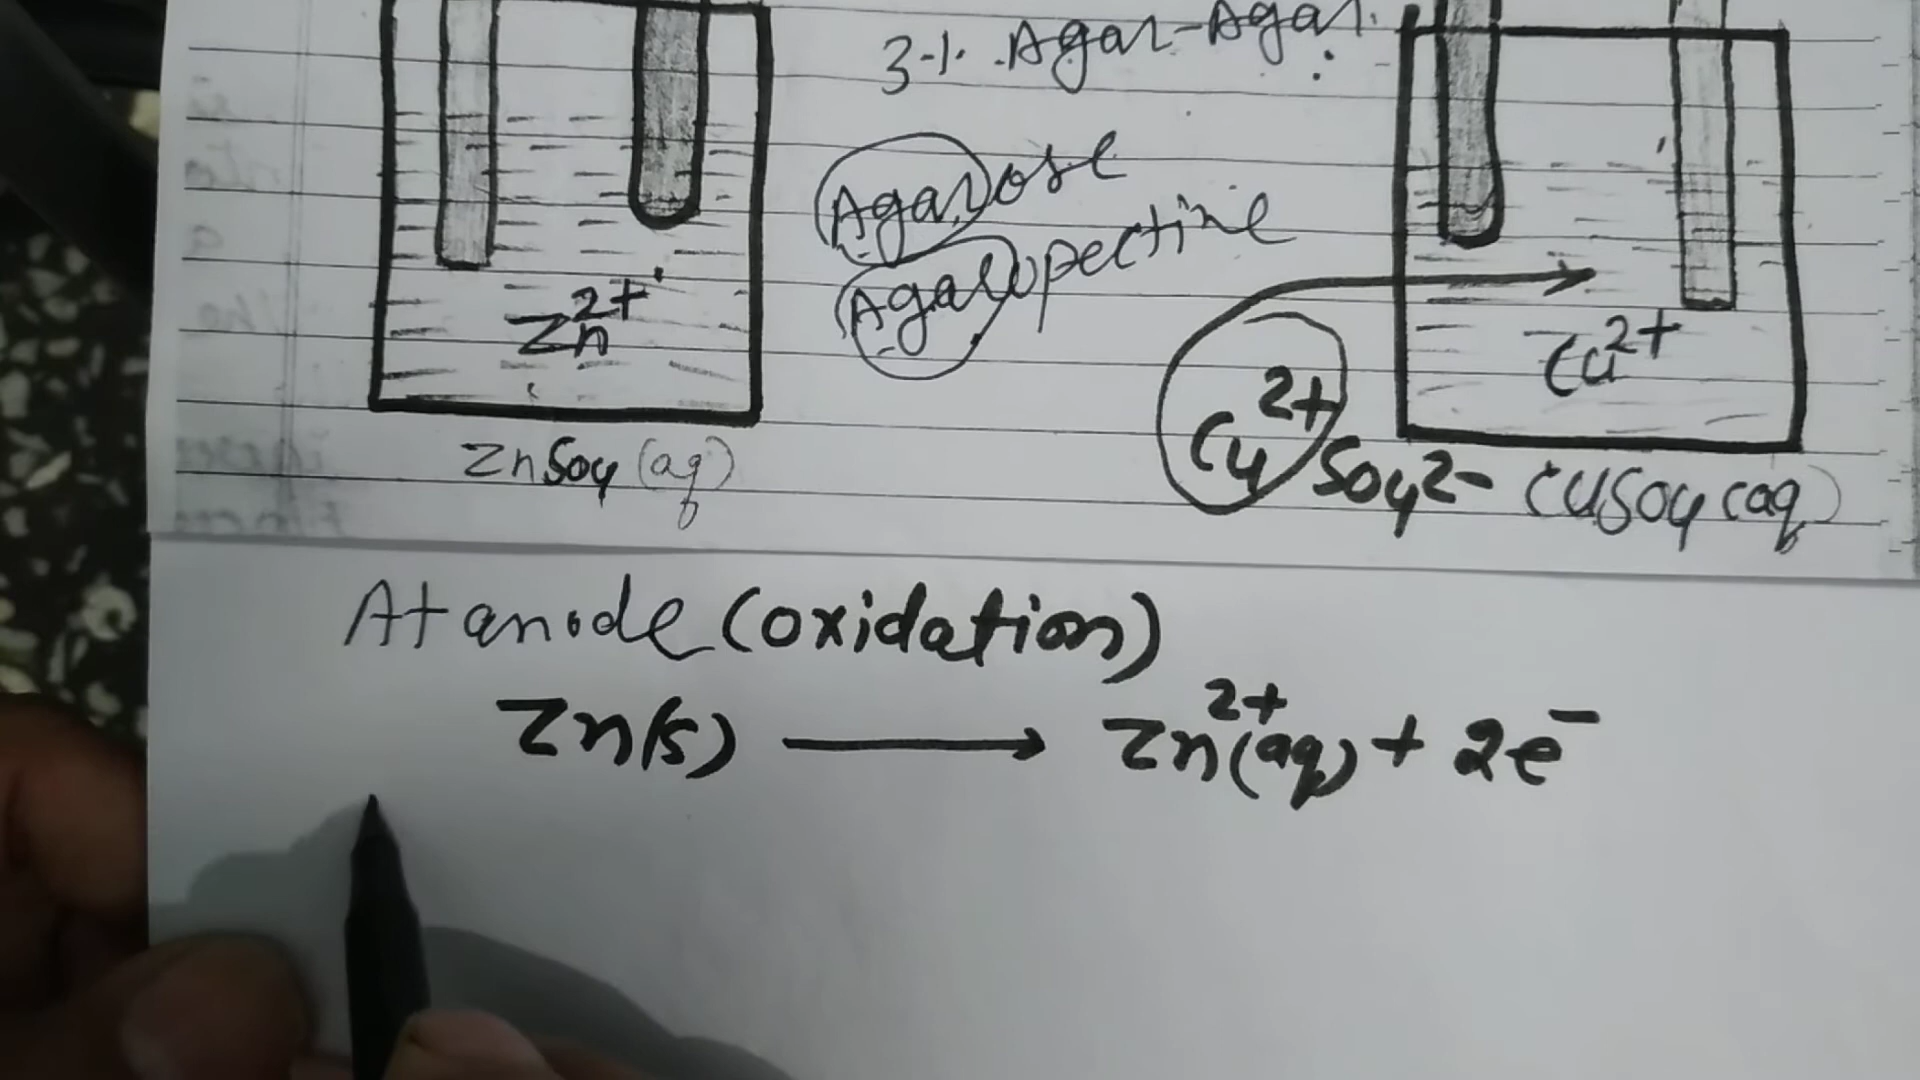 3-1. Agar-Agar.
Agarose
Agaropectine
Zn2+
Cu2+
Cu2+ SO42-
ZnSO4 (aq)
CuSO4 (aq)
At anode (oxidation)
Zn(s) ⟶ Zn2+(aq) + 2e-